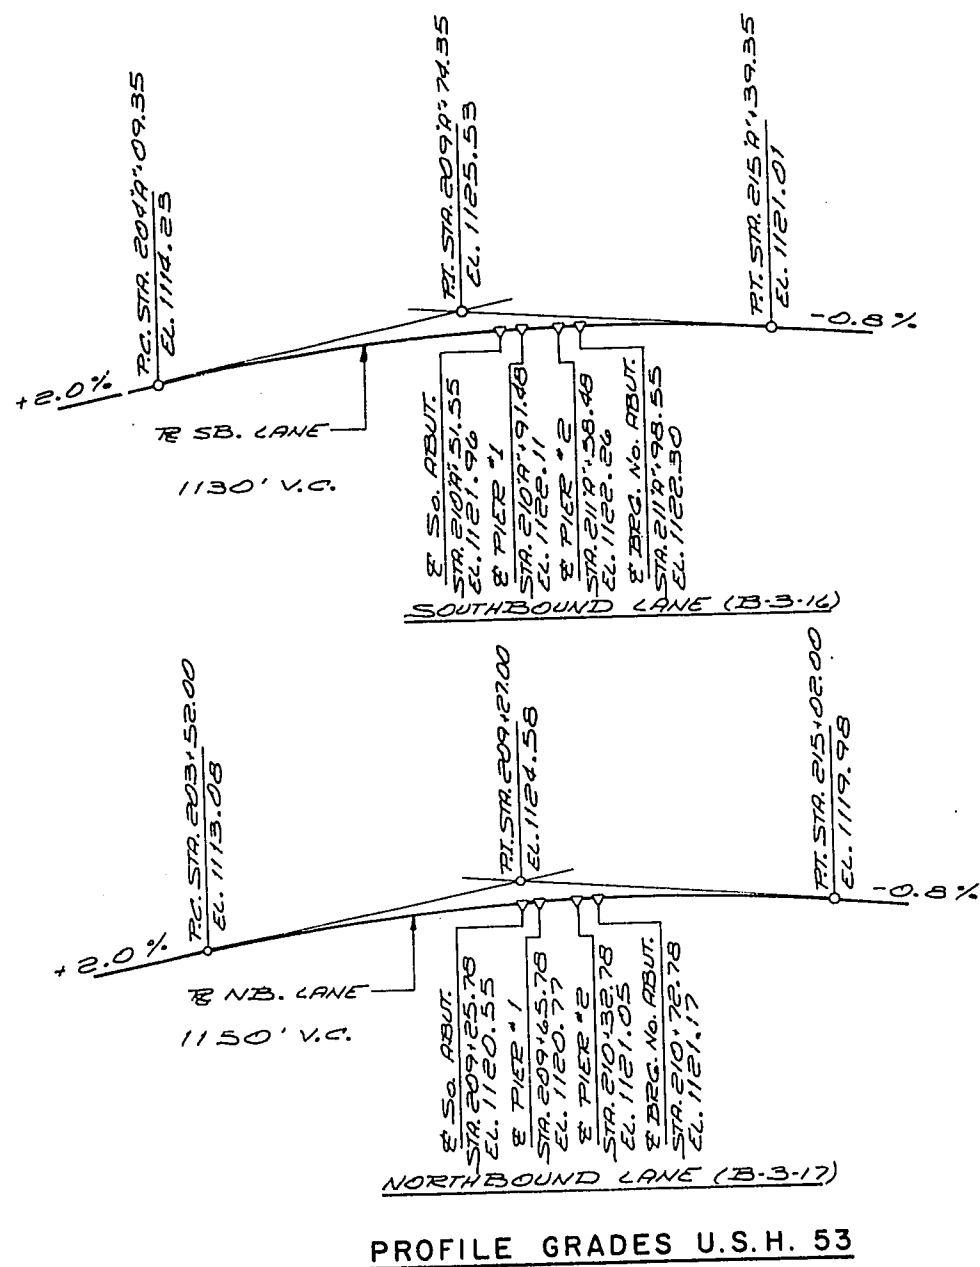 P.C. STA. 204"A"+09.35
EL. 1114.23
P.I. STA. 209"A"+74.35
EL. 1125.53
P.T. STA. 215"A"+39.35
EL. 1121.01
+2.0%
-0.8%
SB. LANE
1130' V.C.
So. ABUT.
STA. 210"A"+51.55
EL. 1121.96
PIER #1
STA. 210"A"+91.48
EL. 1122.11
PIER #2
STA. 211"A"+58.48
EL. 1122.26
BRG. No. ABUT.
STA. 211"A"+98.55
EL. 1122.30
SOUTHBOUND LANE (B-3-16)
P.C. STA. 203+52.00
EL. 1113.08
P.I. STA. 209+27.00
EL. 1124.58
P.T. STA. 215+02.00
EL. 1119.98
+2.0%
-0.8%
NB. LANE
1150' V.C.
So. ABUT.
STA. 209+25.78
EL. 1120.55
PIER #1
STA. 209+65.78
EL. 1120.77
PIER #2
STA. 210+32.78
EL. 1121.05
BRG. No. ABUT.
STA. 210+72.78
EL. 1121.17
NORTHBOUND LANE (B-3-17)
PROFILE GRADES U.S.H. 53